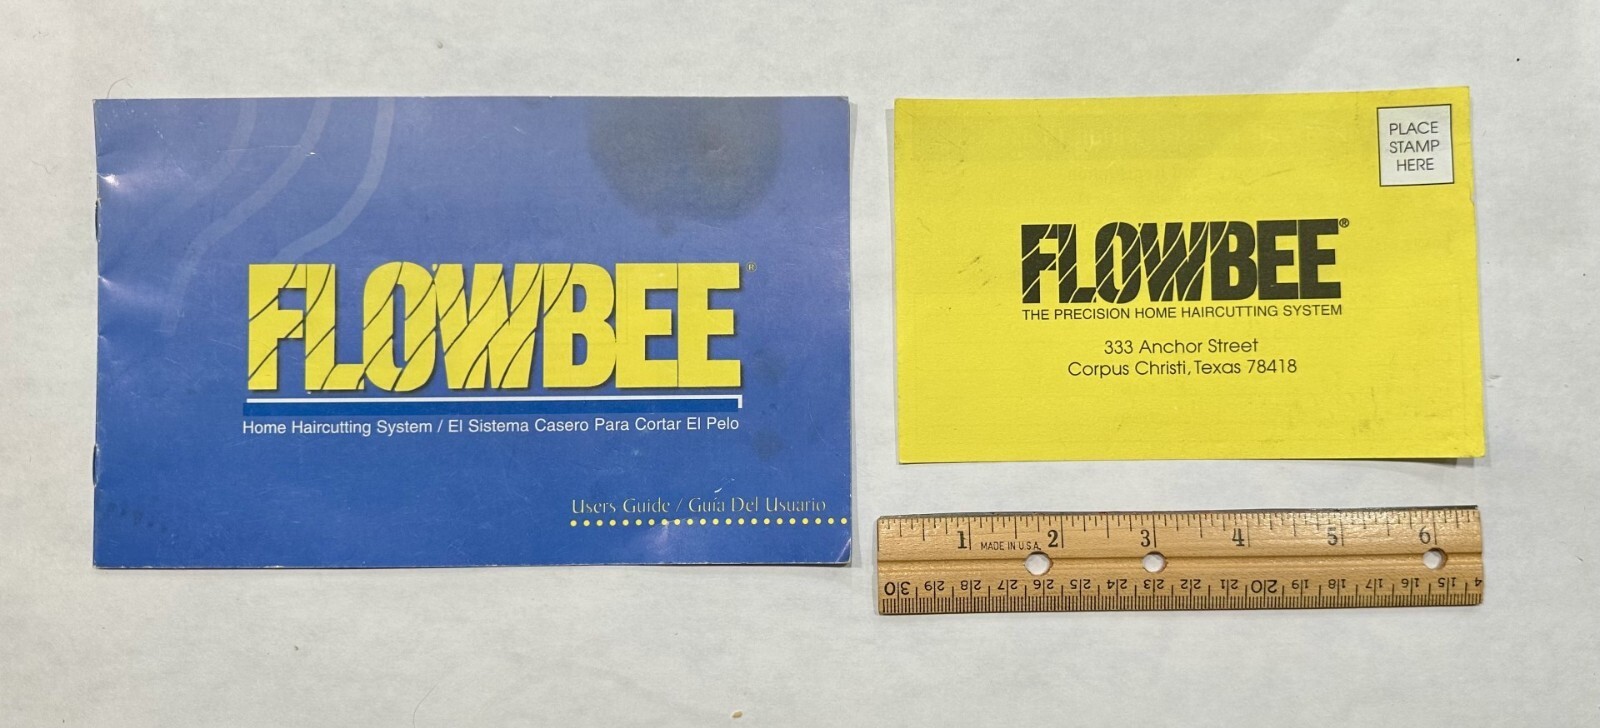 FLOWBEE®
Home Haircutting System / El Sistema Casero Para Cortar El Pelo
Users Guide / Guía Del Usuario
PLACE
STAMP
HERE
FLOWBEE®
THE PRECISION HOME HAIRCUTTING SYSTEM
333 Anchor Street
Corpus Christi, Texas 78418
1 MADE IN U.S.A. 2 3 4 5 6
30 29 28 27 26 25 24 23 22 21 20 19 18 17 16 15